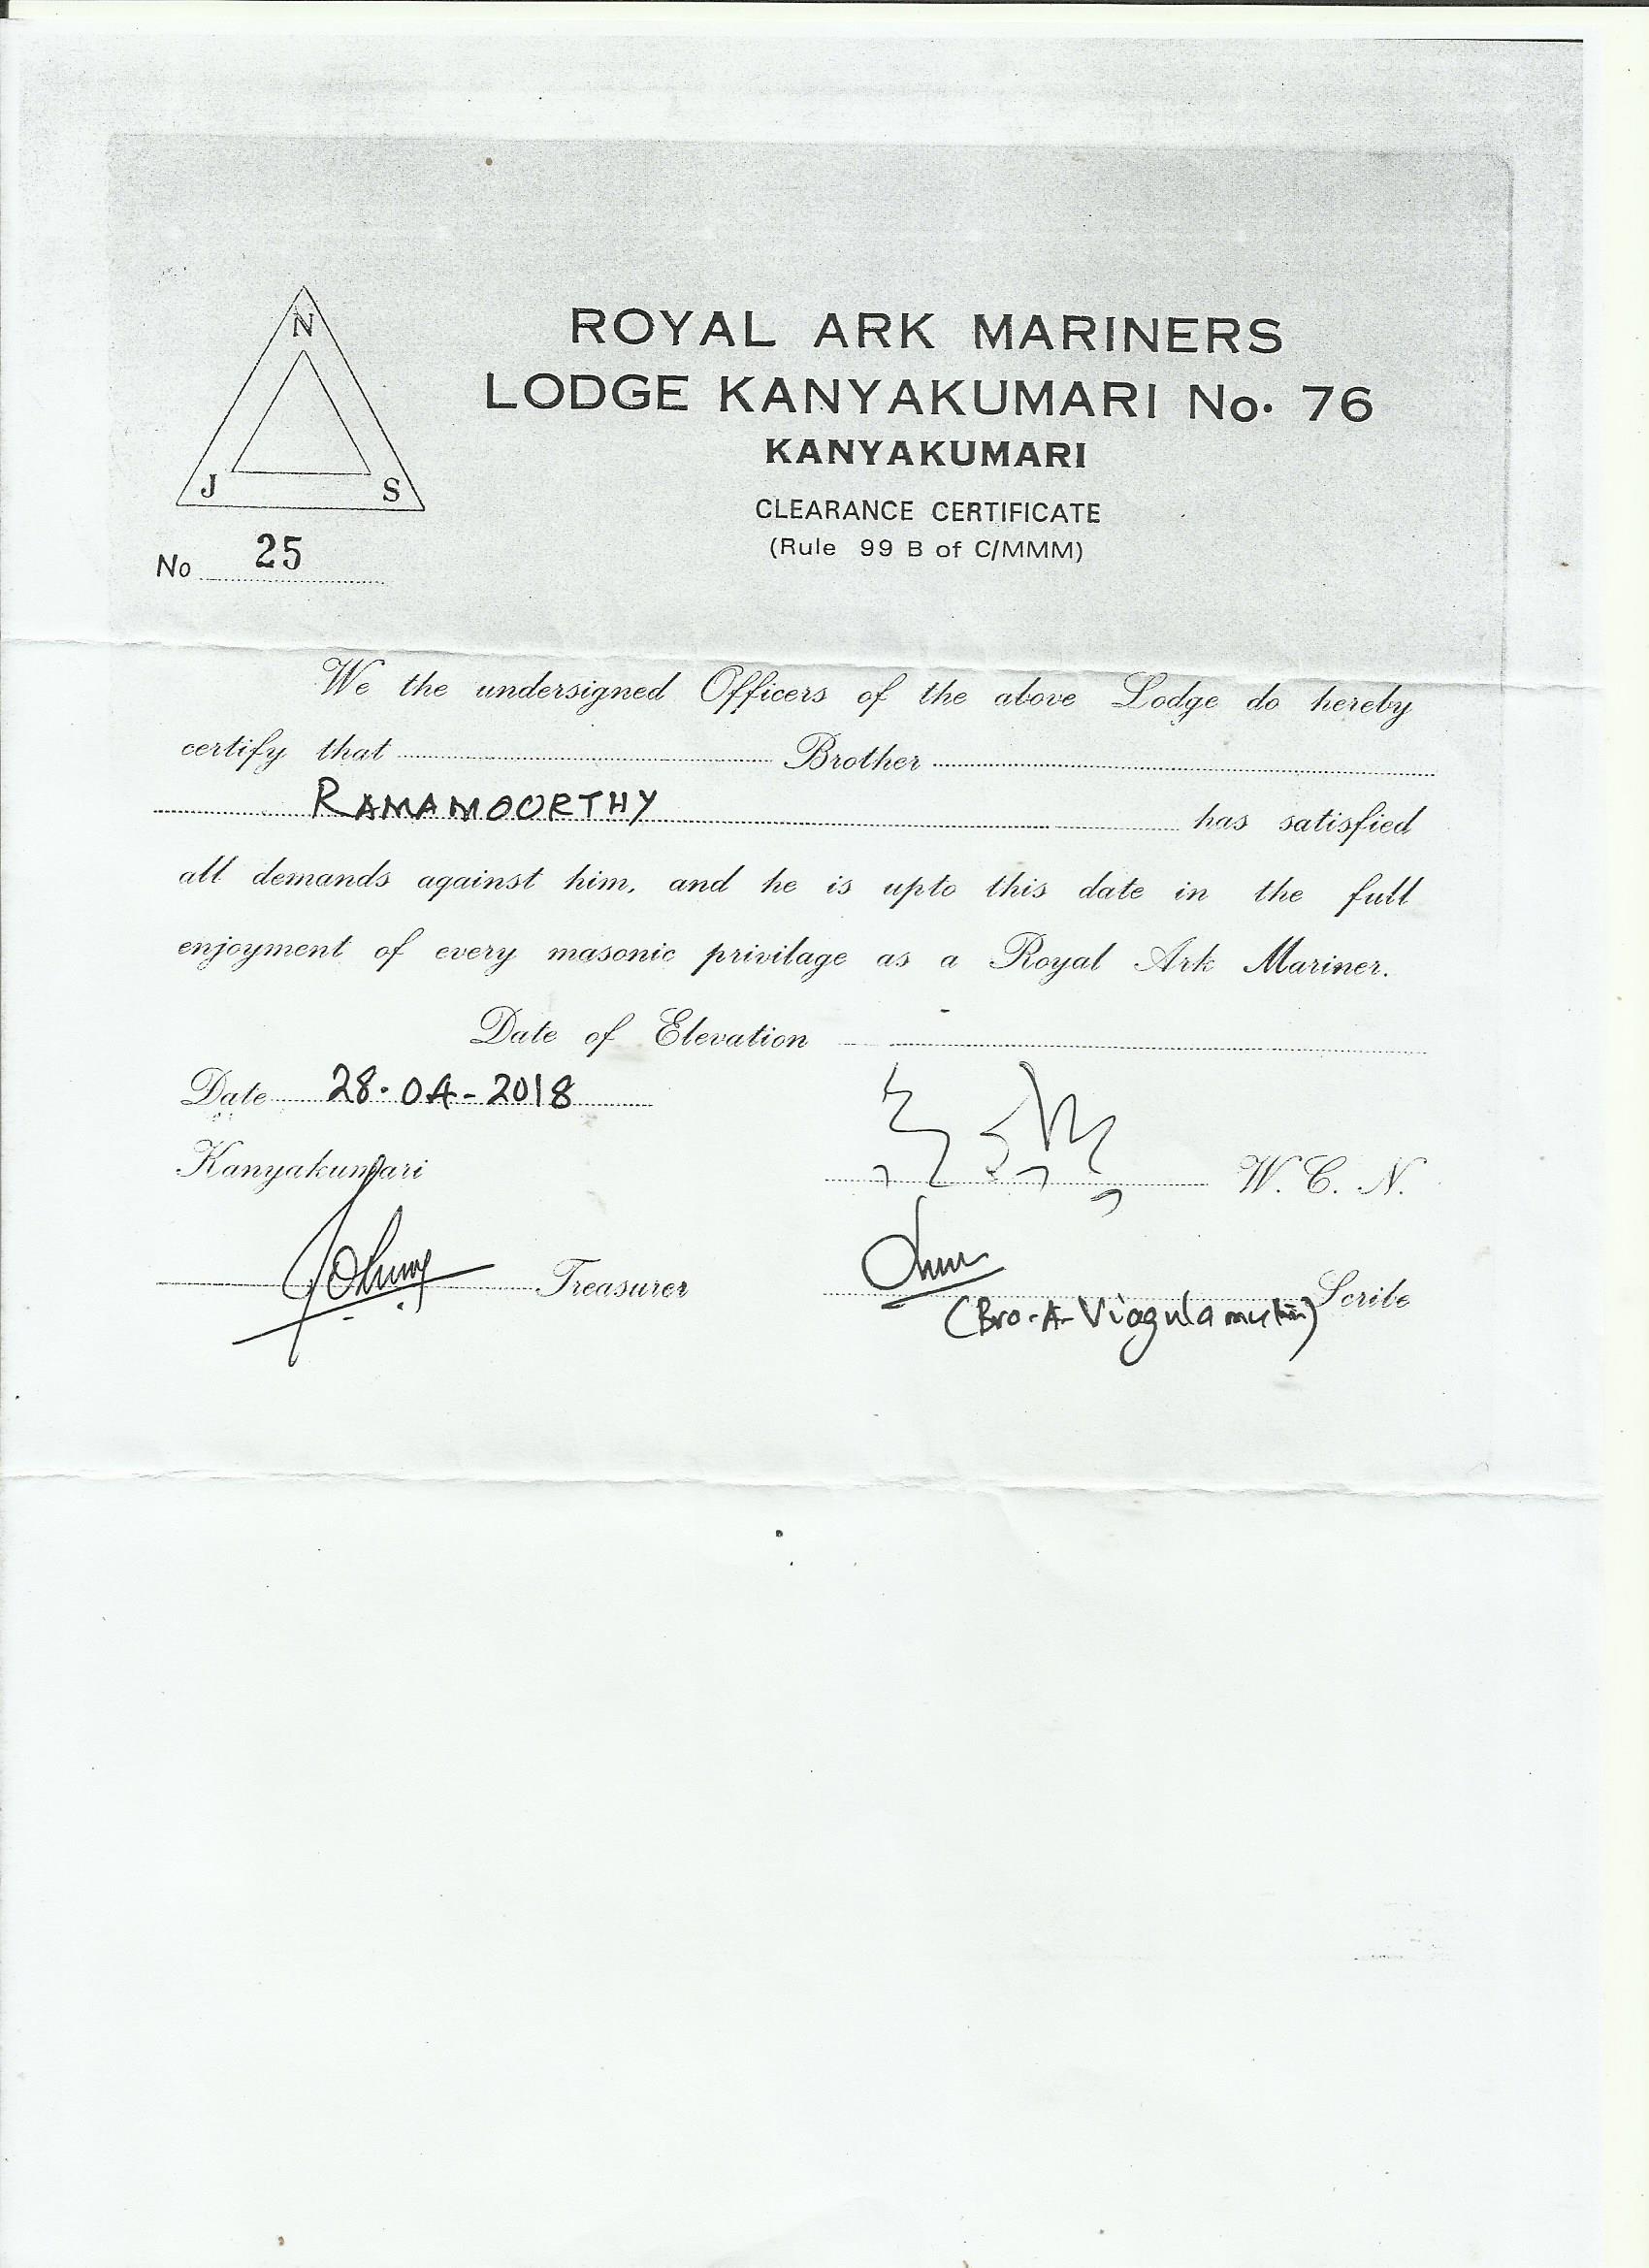 N
J S
ROYAL ARK MARINERS
LODGE KANYAKUMARI No. 76
KANYAKUMARI
CLEARANCE CERTIFICATE
(Rule 99 B of C/MMM)
No 25
We the undersigned Officers of the above Lodge do hereby
certify that Brother
RAMAMOORTHY has satisfied
all demands against him, and he is upto this date in the full
enjoyment of every masonic privilage as a Royal Ark Mariner.
Date of Elevation
Date 28.04-2018
Kanyakumari
W. C. N.
Treasurer
Scribe
(Bro. A.